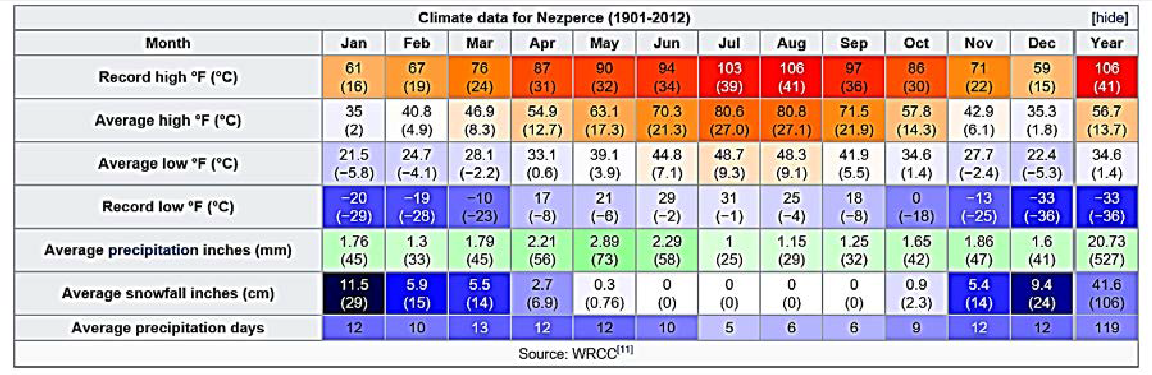 Climate data for Nezperce (1901-2012) [hide]
Month Jan Feb Mar Apr May Jun Jul Aug Sep Oct Nov Dec Year
Record high °F (°C) 61 67 76 87 90 94 103 106 97 86 71 59 106
(16) (19) (24) (31) (32) (34) (39) (41) (36) (30) (22) (15) (41)
Average high °F (°C) 35 40.8 46.9 54.9 63.1 70.3 80.6 80.8 71.5 57.8 42.9 35.3 56.7
(2) (4.9) (8.3) (12.7) (17.3) (21.3) (27.0) (27.1) (21.9) (14.3) (6.1) (1.8) (13.7)
Average low °F (°C) 21.5 24.7 28.1 33.1 39.1 44.8 48.7 48.3 41.9 34.6 27.7 22.4 34.6
(−5.8) (−4.1) (−2.2) (0.6) (3.9) (7.1) (9.3) (9.1) (5.5) (1.4) (−2.4) (−5.3) (1.4)
Record low °F (°C) −20 −19 −10 17 21 29 31 25 18 0 −13 −33 −33
(−29) (−28) (−23) (−8) (−6) (−2) (−1) (−4) (−8) (−18) (−25) (−36) (−36)
Average precipitation inches (mm) 1.76 1.3 1.79 2.21 2.89 2.29 1 1.15 1.25 1.65 1.86 1.6 20.73
(45) (33) (45) (56) (73) (58) (25) (29) (32) (42) (47) (41) (527)
Average snowfall inches (cm) 11.5 5.9 5.5 2.7 0.3 0 0 0 0 0.9 5.4 9.4 41.6
(29) (15) (14) (6.9) (0.76) (0) (0) (0) (0) (2.3) (14) (24) (106)
Average precipitation days 12 10 13 12 12 10 5 6 6 9 12 12 119
Source: WRCC[11]